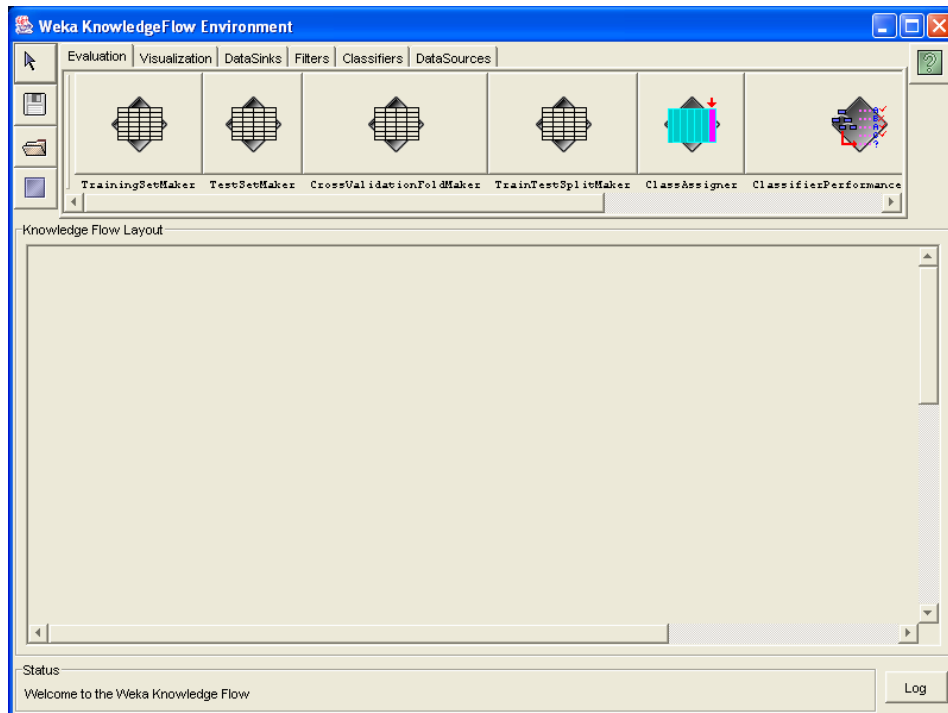 Weka KnowledgeFlow Environment
Evaluation Visualization DataSinks Filters Classifiers DataSources
TrainingSetMaker TestSetMaker CrossValidationFoldMaker TrainTestSplitMaker ClassAssigner ClassifierPerformance
Knowledge Flow Layout
Status
Welcome to the Weka Knowledge Flow
Log